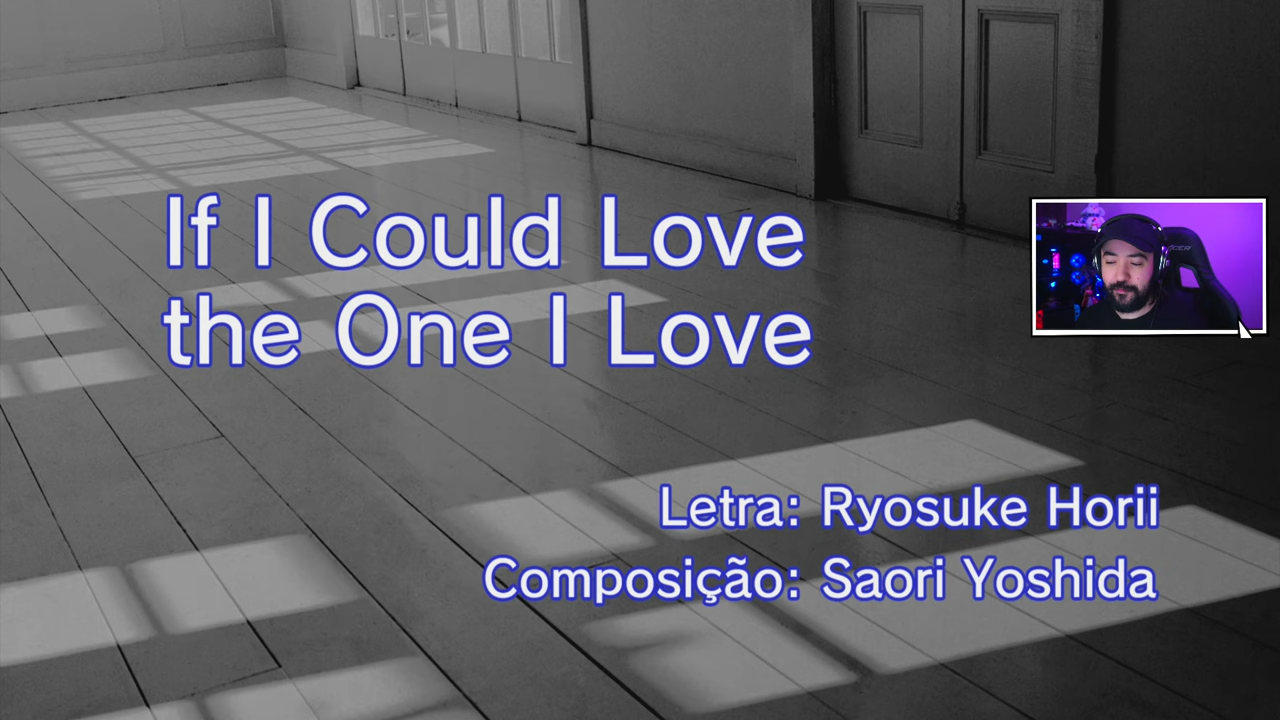 If I Could Love
the One I Love
Letra: Ryosuke Horii
Composição: Saori Yoshida